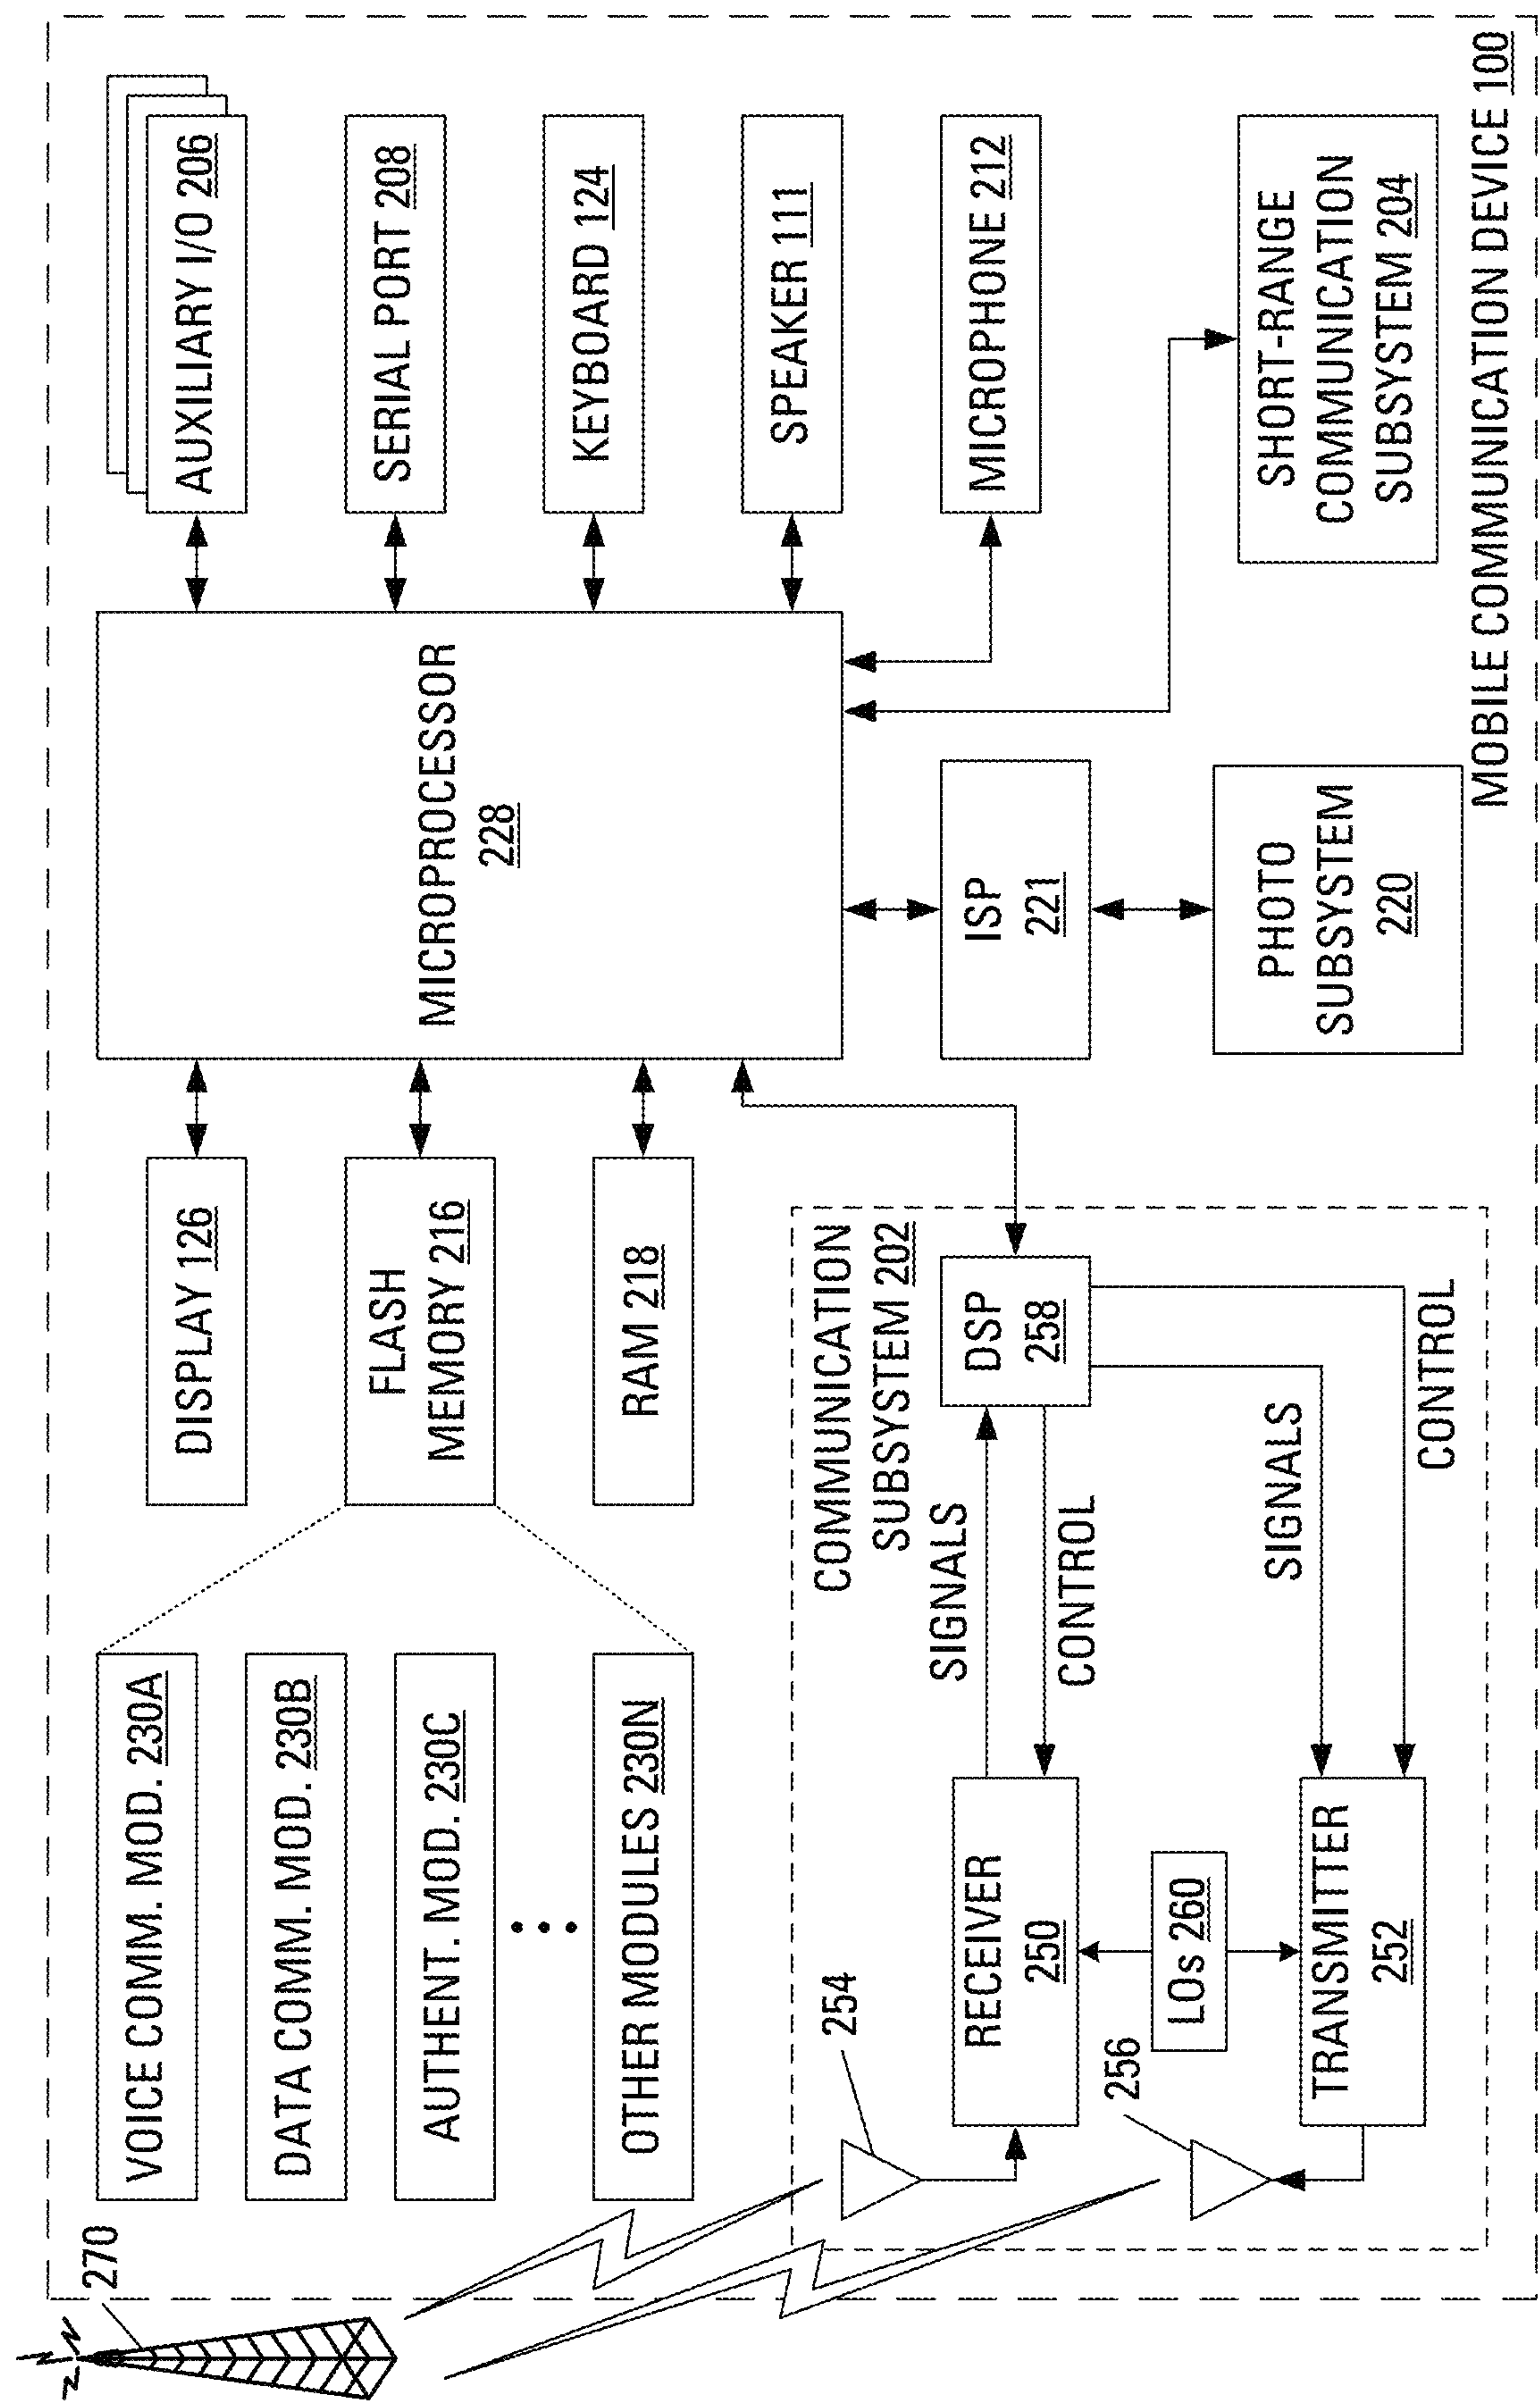 270
VOICE COMM. MOD. 230A
DATA COMM. MOD. 230B
AUTHENT. MOD. 230C
OTHER MODULES 230N
DISPLAY 126
FLASH
MEMORY 216
RAM 218
MICROPROCESSOR
228
AUXILIARY I/O 206
SERIAL PORT 208
KEYBOARD 124
SPEAKER 111
MICROPHONE 212
SHORT-RANGE
COMMUNICATION
SUBSYSTEM 204
ISP
221
PHOTO
SUBSYSTEM
220
COMMUNICATION
SUBSYSTEM 202
DSP
258
SIGNALS
CONTROL
SIGNALS
CONTROL
254
RECEIVER
250
256
LOs 260
TRANSMITTER
252
MOBILE COMMUNICATION DEVICE 100